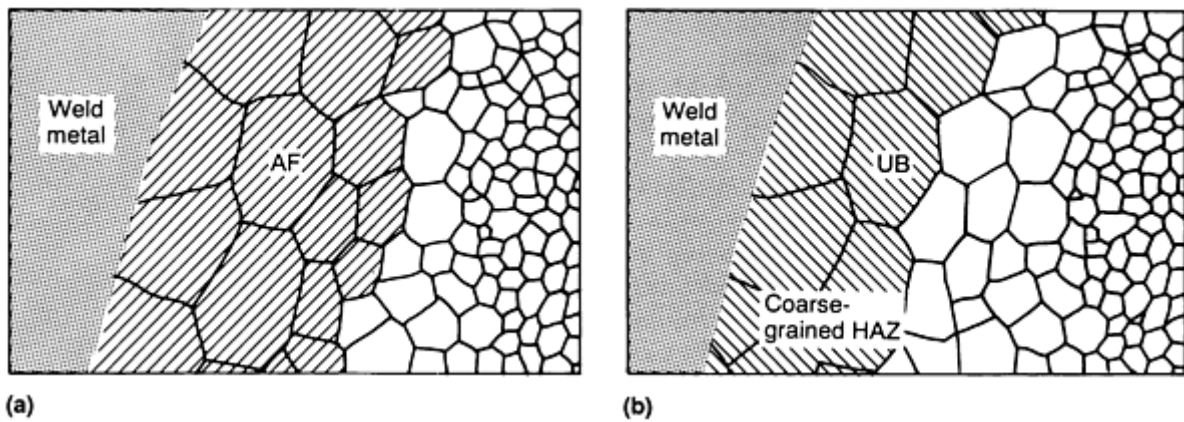 Weld
metal
AF
(a)
Weld
metal
UB
Coarse-
grained HAZ
(b)